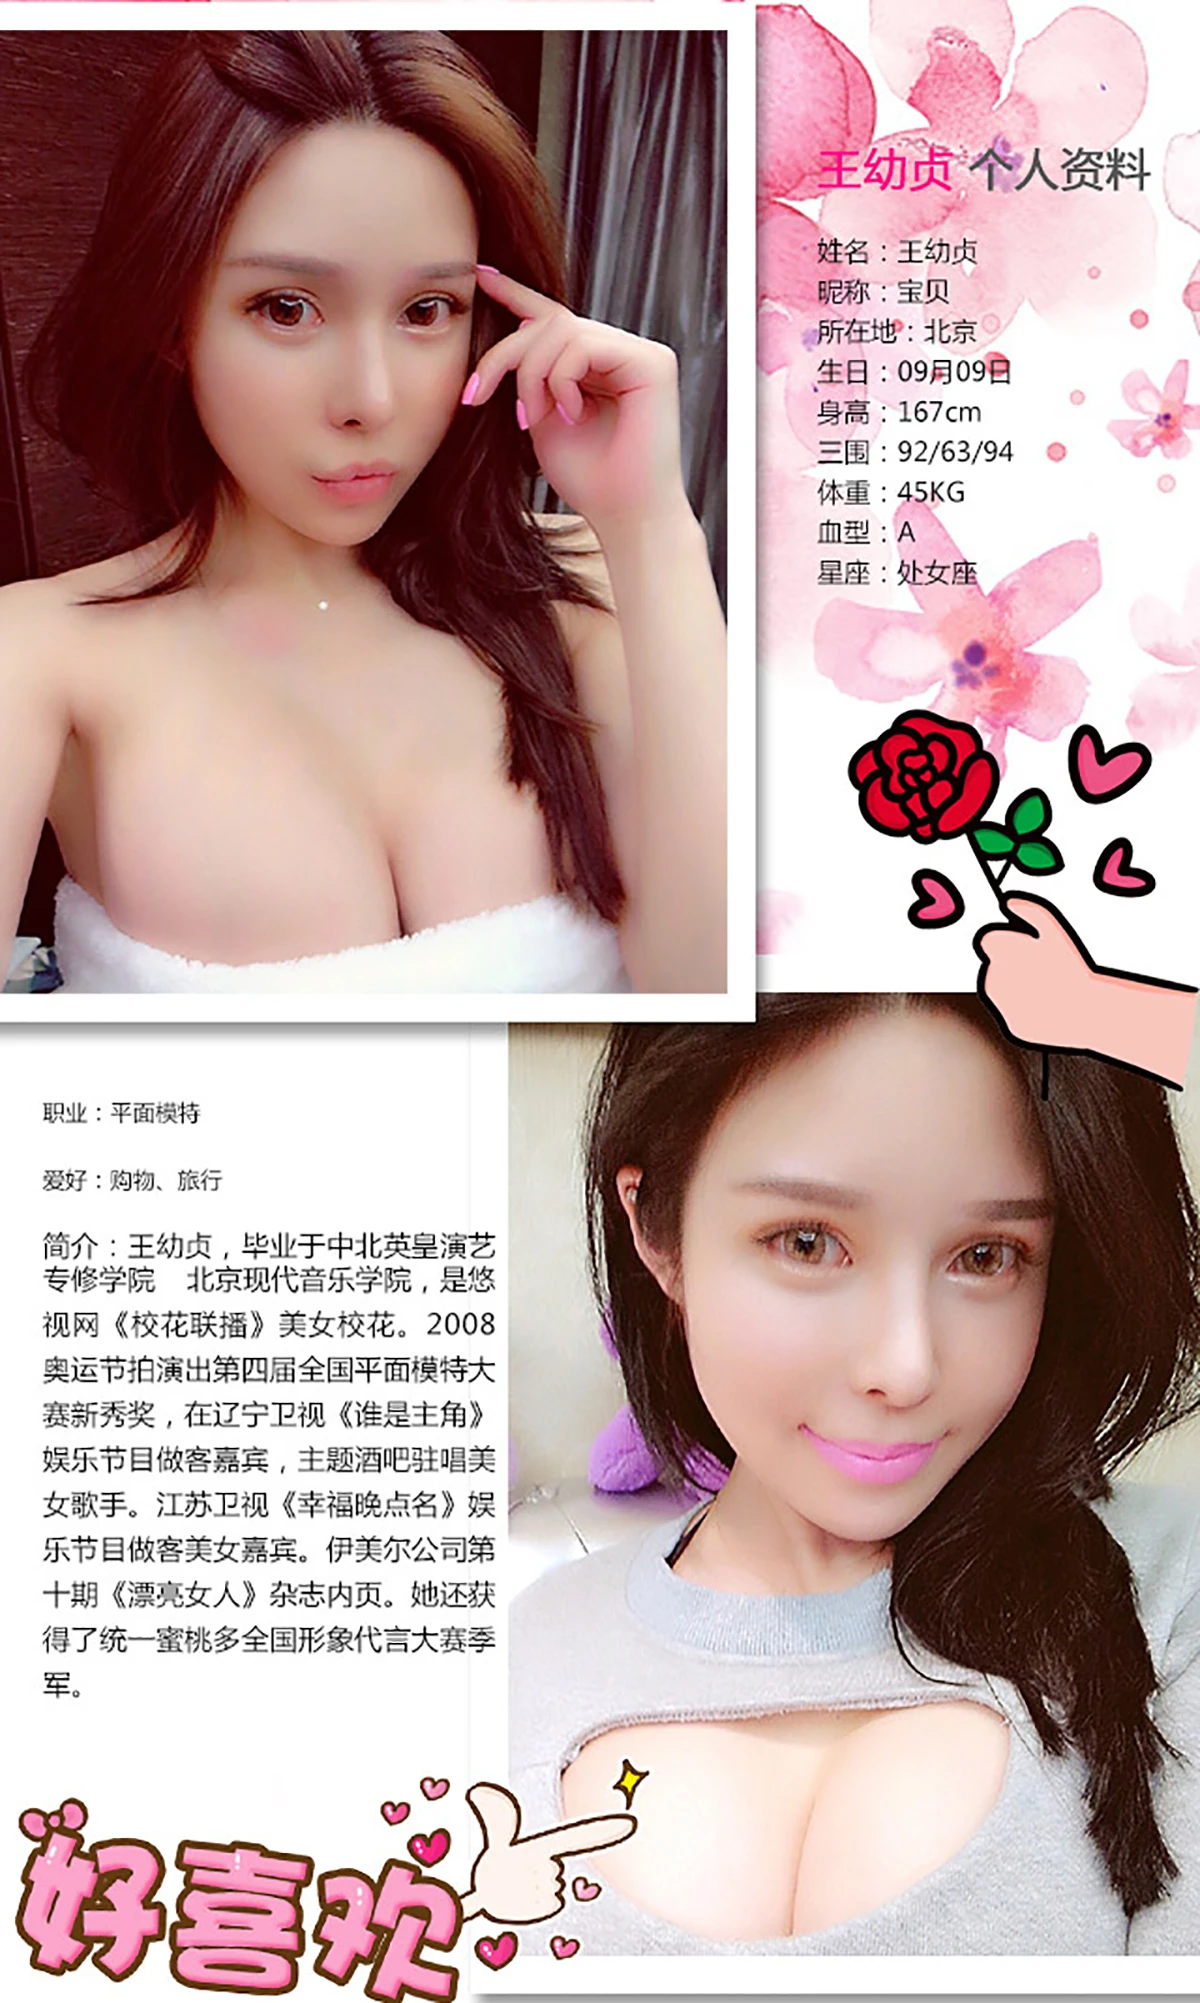 王幼贞 个人资料
姓名：王幼贞
昵称：宝贝
所在地：北京
生日：09月09日
身高：167cm
三围：92/63/94
体重：45KG
血型：A
星座：处女座
职业：平面模特
爱好：购物、旅行
简介：王幼贞，毕业于中北英皇演艺
专修学院　北京现代音乐学院，是悠
视网《校花联播》美女校花。2008
奥运节拍演出第四届全国平面模特大
赛新秀奖，在辽宁卫视《谁是主角》
娱乐节目做客嘉宾，主题酒吧驻唱美
女歌手。江苏卫视《幸福晚点名》娱
乐节目做客美女嘉宾。伊美尔公司第
十期《漂亮女人》杂志内页。她还获
得了统一蜜桃多全国形象代言大赛季
军。
好喜欢